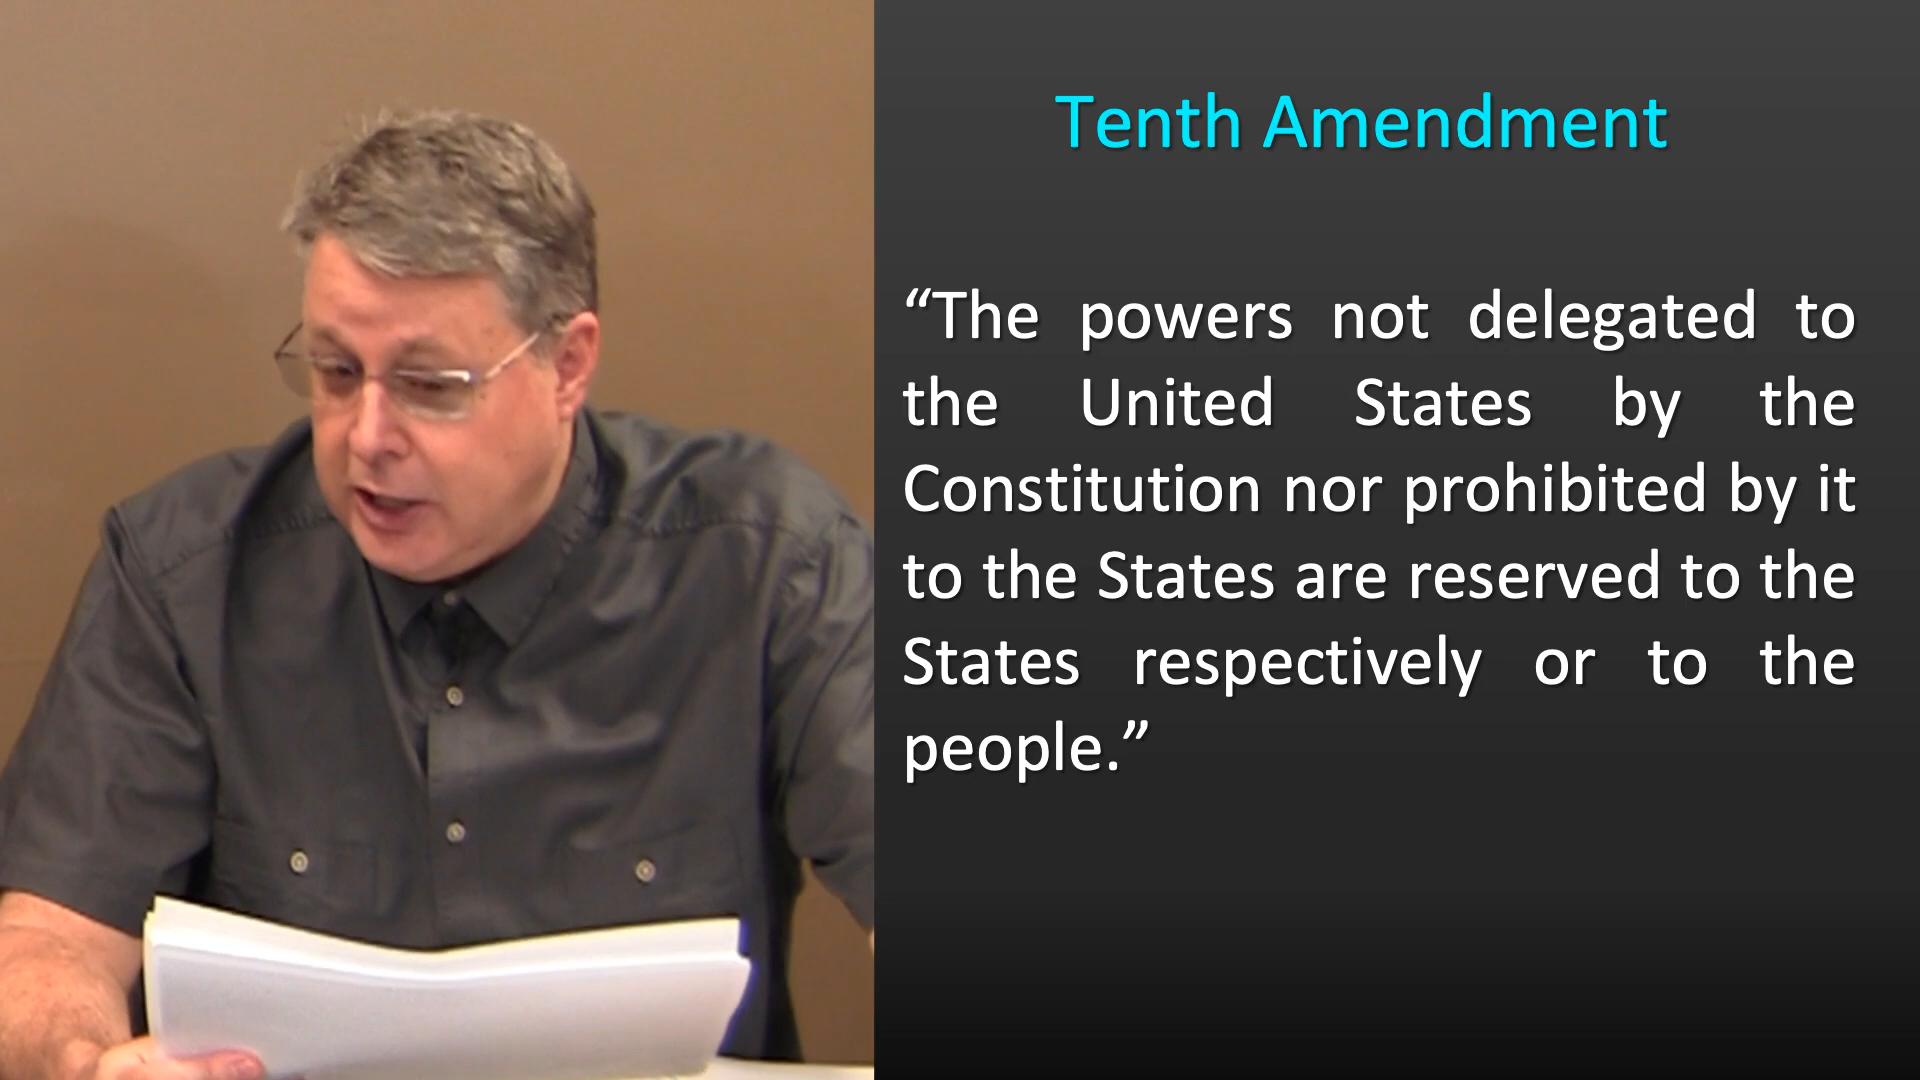 Tenth Amendment
“The powers not delegated to
the United States by the
Constitution nor prohibited by it
to the States are reserved to the
States respectively or to the
people.”